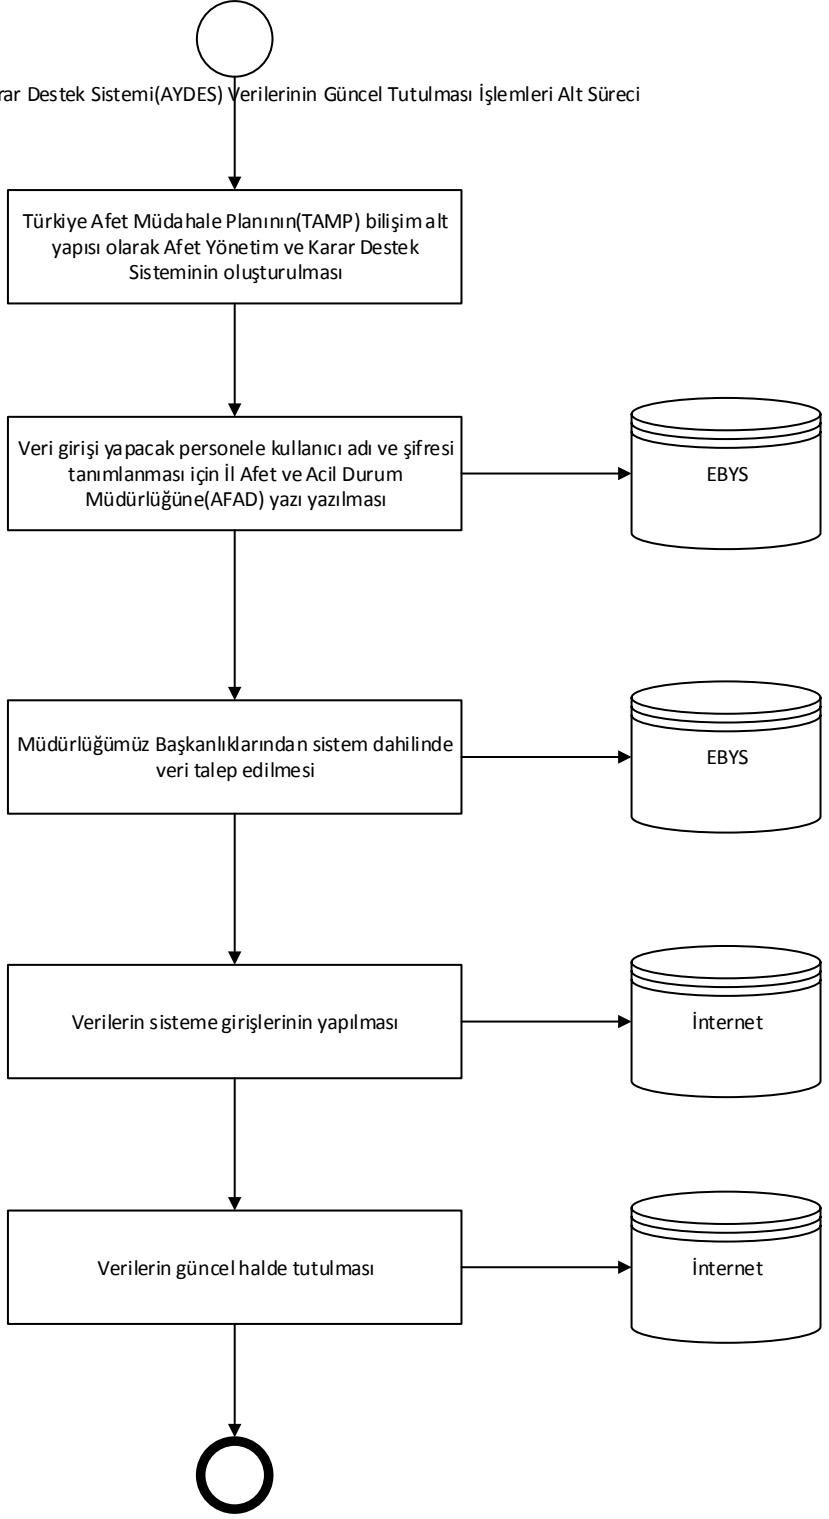 Destek Sistemi(AYDES) Verilerinin Güncel Tutulması İşlemleri Alt Süreci
Türkiye Afet Müdahale Planının(TAMP) bilişim alt
yapısı olarak Afet Yönetim ve Karar Destek
Sisteminin oluşturulması
Veri girişi yapacak personele kullanıcı adı ve şifresi
tanımlanması için İl Afet ve Acil Durum
Müdürlüğüne(AFAD) yazı yazılması
EBYS
Müdürlüğümüz Başkanlıklarından sistem dahilinde
veri talep edilmesi
EBYS
Verilerin sisteme girişlerinin yapılması
İnternet
Verilerin güncel halde tutulması
İnternet